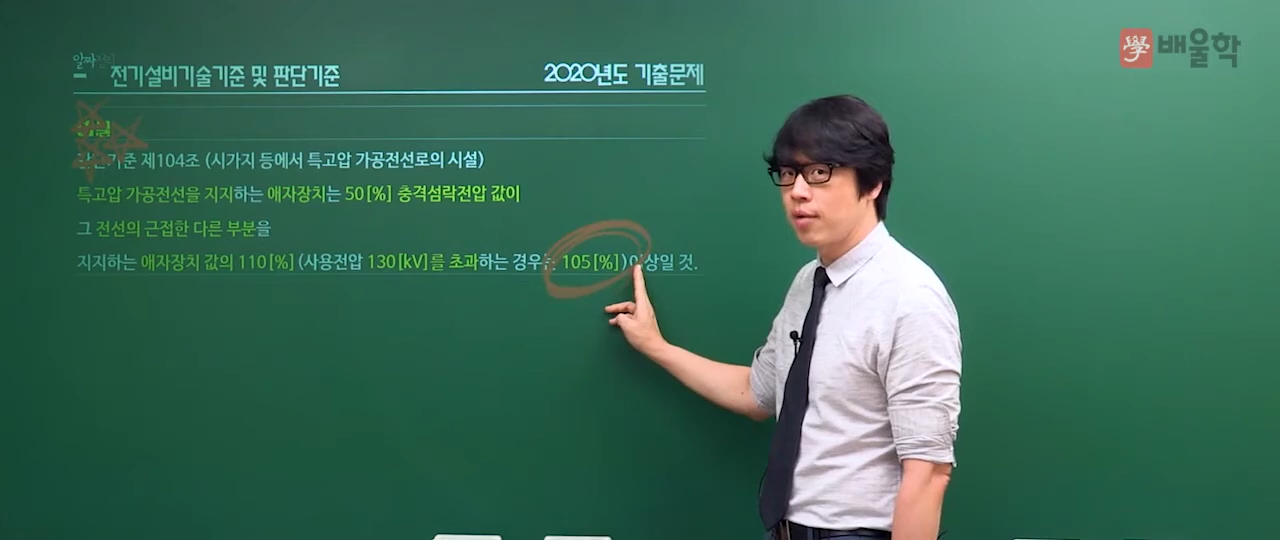 알짜
전기설비기술기준 및 판단기준
2020년도 기출문제
學 배울학
제104조 (시가지 등에서 특고압 가공전선로의 시설)
특고압 가공전선을 지지하는 애자장치는 50[%] 충격섬락전압 값이
그 전선의 근접한 다른 부분을
지지하는 애자장치 값의 110[%] (사용전압 130[kV]를 초과하는 경우는 105[%]) 이상일 것.